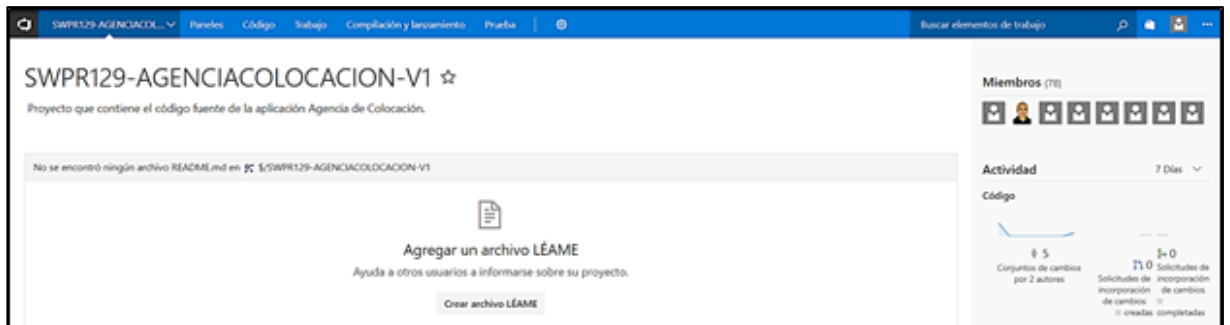 SWPR129-AGENCIACOL... Paneles Código Trabajo Compilación y lanzamiento Prueba Buscar elementos de trabajo
SWPR129-AGENCIACOLOCACION-V1
Proyecto que contiene el código fuente de la aplicación Agencia de Colocación.
No se encontró ningún archivo README.md en $/SWPR129-AGENCIACOLOCACION-V1
Agregar un archivo LÉAME
Ayuda a otros usuarios a informarse sobre su proyecto.
Crear archivo LÉAME
Miembros (78)
Actividad 7 Días
Código
5
Conjuntos de cambios
por 2 autores
0
Solicitudes de
incorporación
de cambios
creadas
0
Solicitudes de
incorporación
de cambios
completadas